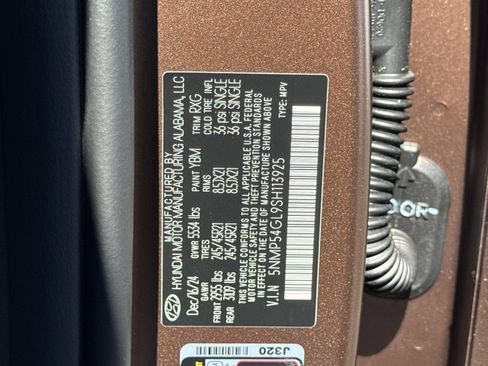 MANUFACTURED BY
HYUNDAI MOTOR MANUFACTURING ALABAMA, LLC
Dec/16/24 GVWR 5534 lbs PAINT YBM TRIM RXG
GAWR TIRES RIMS COLD TIRE INFL
FRONT 2955 lbs 245/45R21 8.5JX21 36 psi SINGLE
REAR 3109 lbs 245/45R21 8.5JX21 36 psi SINGLE
THIS VEHICLE CONFORMS TO ALL APPLICABLE U.S.A. FEDERAL
MOTOR VEHICLE SAFETY STANDARDS IN
EFFECT ON THE DATE OF MANUFACTURE SHOWN ABOVE.
V.I.N 5NMP54GL9SH113925 TYPE: MPV
J320